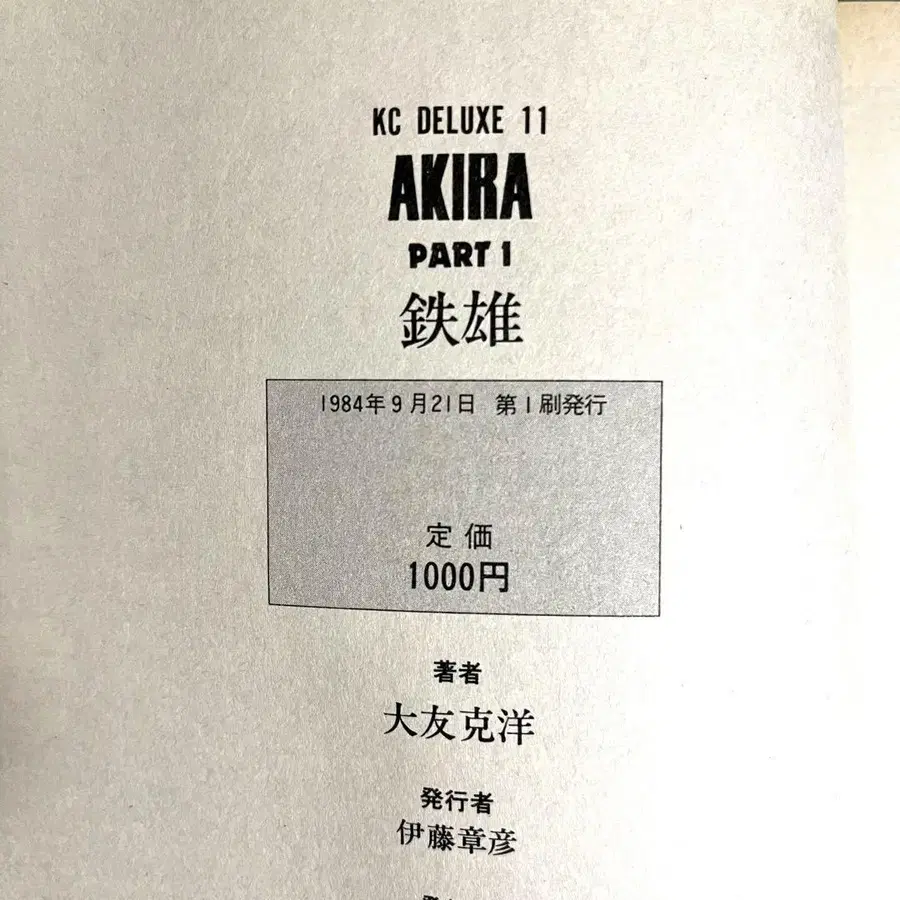 KC DELUXE 11
AKIRA
PART 1
鉄雄
1984年9月21日 第1刷発行
定価
1000円
著者
大友克洋
発行者
伊藤章彦